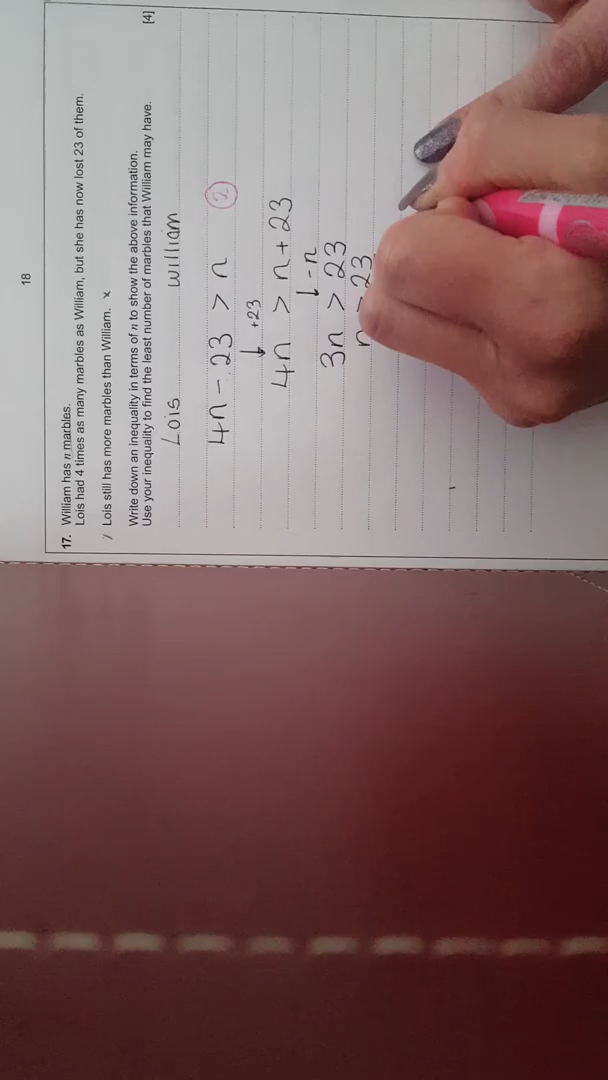 18
17. William has n marbles.
Lois had 4 times as many marbles as William, but she has now lost 23 of them.
Lois still has more marbles than William. x
Write down an inequality in terms of n to show the above information.
Use your inequality to find the least number of marbles that William may have.
[4]
Lois William
4n - 23 > n (2)
↓ +23
4n > n + 23
↓ -n
3n > 23
n > 23